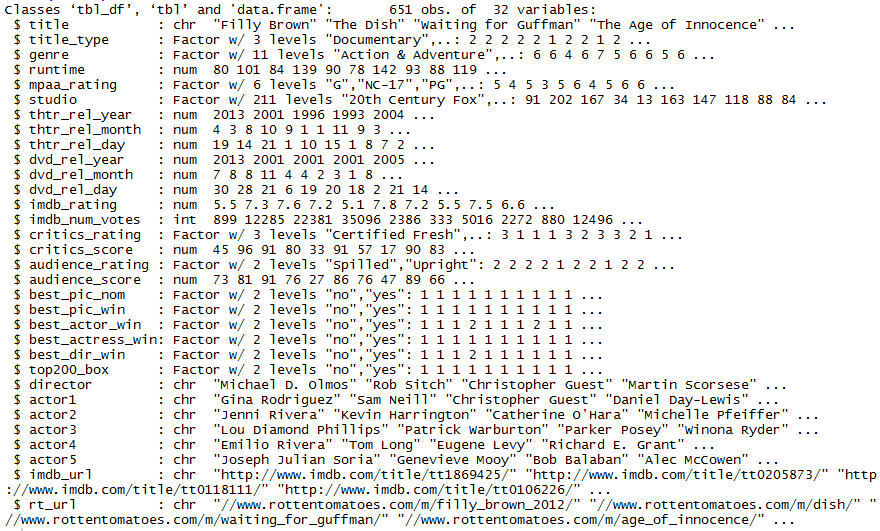 Classes ‘tbl_df’, ‘tbl’ and 'data.frame':	651 obs. of  32 variables:
 $ title           : chr  "Filly Brown" "The Dish" "Waiting for Guffman" "The Age of Innocence" ...
 $ title_type      : Factor w/ 3 levels "Documentary",..: 2 2 2 2 2 1 2 2 1 2 ...
 $ genre           : Factor w/ 11 levels "Action & Adventure",..: 6 6 4 6 7 5 6 6 5 6 ...
 $ runtime         : num  80 101 84 139 90 78 142 93 88 119 ...
 $ mpaa_rating     : Factor w/ 6 levels "G","NC-17","PG",..: 5 4 5 3 5 6 4 5 6 6 ...
 $ studio          : Factor w/ 211 levels "20th Century Fox",..: 91 202 167 34 13 163 147 118 88 84 ...
 $ thtr_rel_year   : num  2013 2001 1996 1993 2004 ...
 $ thtr_rel_month  : num  4 3 8 10 9 1 1 11 9 3 ...
 $ thtr_rel_day    : num  19 14 21 1 10 15 1 8 7 2 ...
 $ dvd_rel_year    : num  2013 2001 2001 2001 2005 ...
 $ dvd_rel_month   : num  7 8 8 11 4 4 2 3 1 8 ...
 $ dvd_rel_day     : num  30 28 21 6 19 20 18 2 21 14 ...
 $ imdb_rating     : num  5.5 7.3 7.6 7.2 5.1 7.8 7.2 5.5 7.5 6.6 ...
 $ imdb_num_votes  : int  899 12285 22381 35096 2386 333 5016 2272 880 12496 ...
 $ critics_rating  : Factor w/ 3 levels "Certified Fresh",..: 3 1 1 1 3 2 3 3 2 1 ...
 $ critics_score   : num  45 96 91 80 33 91 57 17 90 83 ...
 $ audience_rating : Factor w/ 2 levels "Spilled","Upright": 2 2 2 2 1 2 2 1 2 2 ...
 $ audience_score  : num  73 81 91 76 27 86 76 47 89 66 ...
 $ best_pic_nom    : Factor w/ 2 levels "no","yes": 1 1 1 1 1 1 1 1 1 1 ...
 $ best_pic_win    : Factor w/ 2 levels "no","yes": 1 1 1 1 1 1 1 1 1 1 ...
 $ best_actor_win  : Factor w/ 2 levels "no","yes": 1 1 1 2 1 1 1 2 1 1 ...
 $ best_actress_win: Factor w/ 2 levels "no","yes": 1 1 1 1 1 1 1 1 1 1 ...
 $ best_dir_win    : Factor w/ 2 levels "no","yes": 1 1 1 2 1 1 1 1 1 1 ...
 $ top200_box      : Factor w/ 2 levels "no","yes": 1 1 1 1 1 1 1 1 1 1 ...
 $ director        : chr  "Michael D. Olmos" "Rob Sitch" "Christopher Guest" "Martin Scorsese" ...
 $ actor1          : chr  "Gina Rodriguez" "Sam Neill" "Christopher Guest" "Daniel Day-Lewis" ...
 $ actor2          : chr  "Jenni Rivera" "Kevin Harrington" "Catherine O'Hara" "Michelle Pfeiffer" ...
 $ actor3          : chr  "Lou Diamond Phillips" "Patrick Warburton" "Parker Posey" "Winona Ryder" ...
 $ actor4          : chr  "Emilio Rivera" "Tom Long" "Eugene Levy" "Richard E. Grant" ...
 $ actor5          : chr  "Joseph Julian Soria" "Genevieve Mooy" "Bob Balaban" "Alec McCowen" ...
 $ imdb_url        : chr  "http://www.imdb.com/title/tt1869425/" "http://www.imdb.com/title/tt0205873/" "http
://www.imdb.com/title/tt0118111/" "http://www.imdb.com/title/tt0106226/" ...
 $ rt_url          : chr  "//www.rottentomatoes.com/m/filly_brown_2012/" "//www.rottentomatoes.com/m/dish/" "/
/www.rottentomatoes.com/m/waiting_for_guffman/" "//www.rottentomatoes.com/m/age_of_innocence/" ...